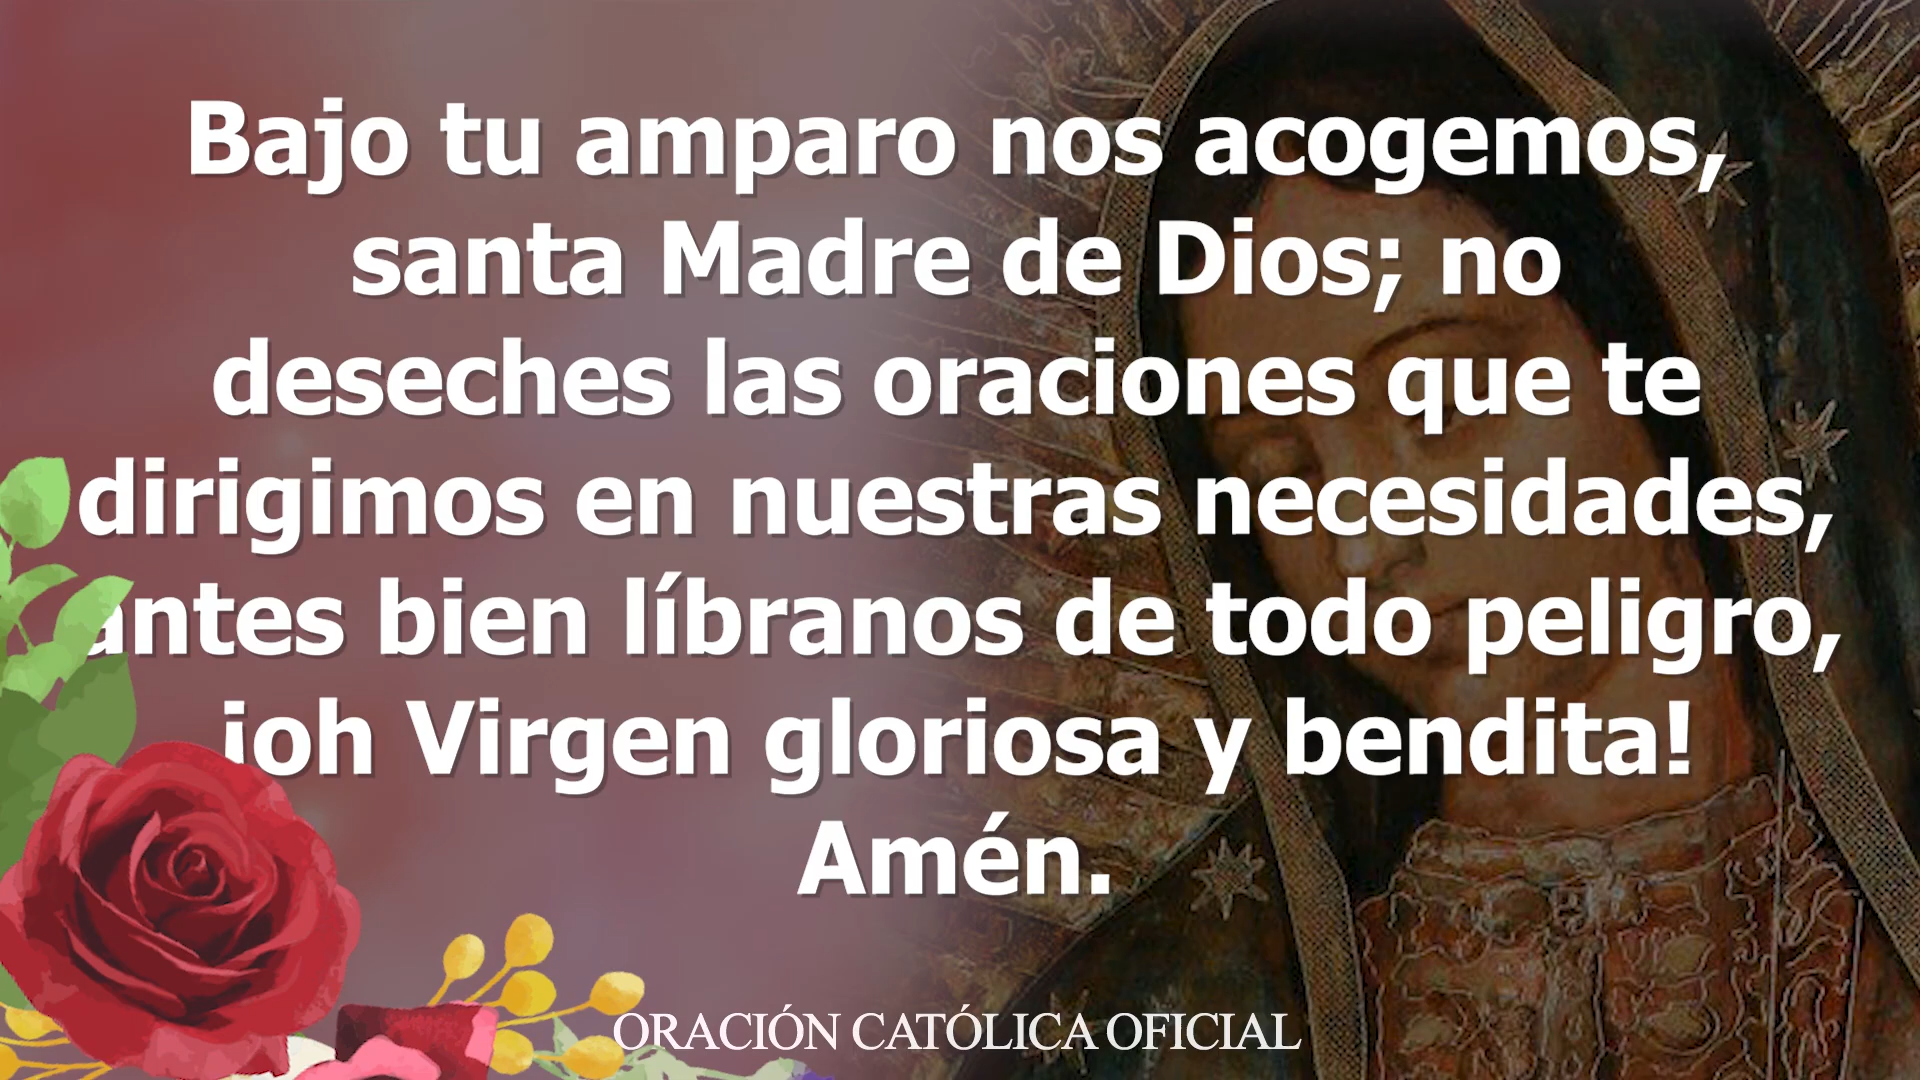 Bajo tu amparo nos acogemos,
santa Madre de Dios; no
deseches las oraciones que te
dirigimos en nuestras necesidades,
antes bien líbranos de todo peligro,
¡oh Virgen gloriosa y bendita!
Amén.
ORACIÓN CATÓLICA OFICIAL